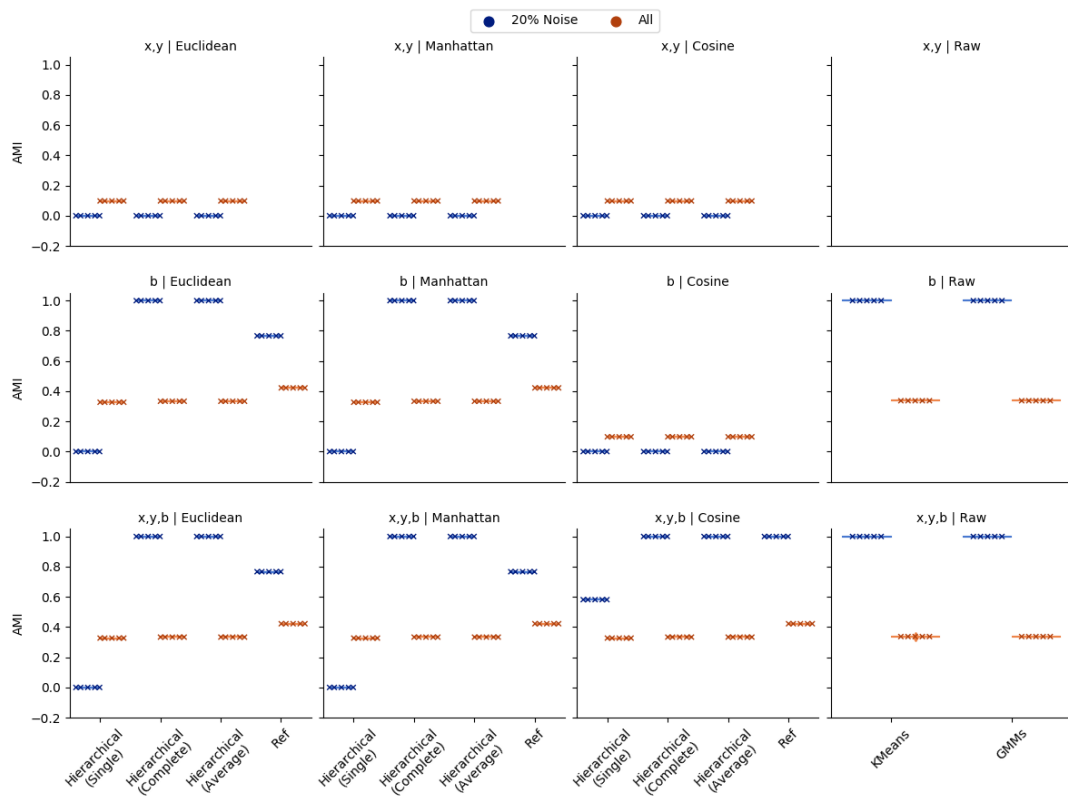 20% Noise All
x,y | Euclidean x,y | Manhattan x,y | Cosine x,y | Raw
1.0
0.8
0.6
0.4
0.2
0.0
−0.2
AMI
b | Euclidean b | Manhattan b | Cosine b | Raw
1.0
0.8
0.6
0.4
0.2
0.0
−0.2
AMI
x,y,b | Euclidean x,y,b | Manhattan x,y,b | Cosine x,y,b | Raw
1.0
0.8
0.6
0.4
0.2
0.0
−0.2
AMI
Hierarchical
(Single)
Hierarchical
(Complete)
Hierarchical
(Average)
Ref
Hierarchical
(Single)
Hierarchical
(Complete)
Hierarchical
(Average)
Ref
Hierarchical
(Single)
Hierarchical
(Complete)
Hierarchical
(Average)
Ref
KMeans
GMMs